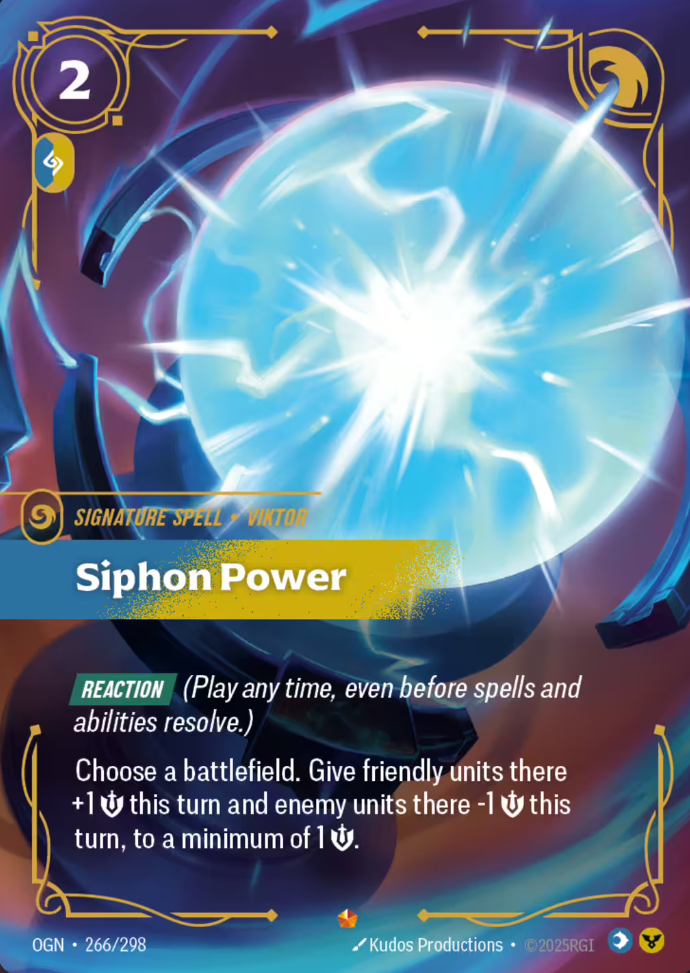 2
SIGNATURE SPELL • VIKTOR
Siphon Power
REACTION (Play any time, even before spells and
abilities resolve.)
Choose a battlefield. Give friendly units there
+1 this turn and enemy units there -1 this
turn, to a minimum of 1.
OGN • 266/298
Kudos Productions • ©2025RGI